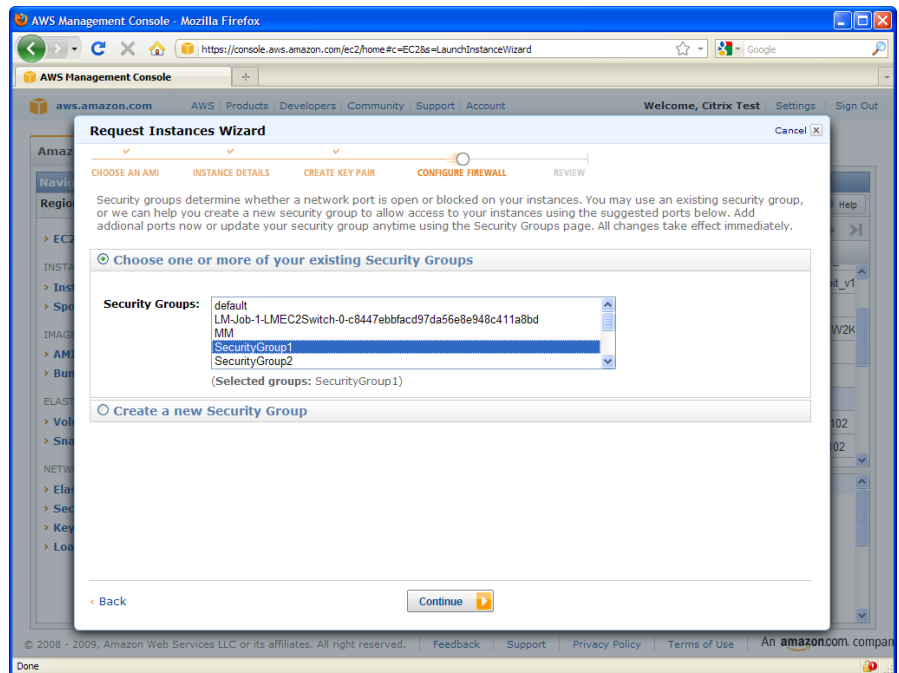 AWS Management Console - Mozilla Firefox
https://console.aws.amazon.com/ec2/home#c=EC2&s=LaunchInstanceWizard
Google
AWS Management Console
aws.amazon.com AWS | Products | Developers | Community | Support | Account Welcome, Citrix Test | Settings | Sign Out
Request Instances Wizard Cancel
CHOOSE AN AMI INSTANCE DETAILS CREATE KEY PAIR CONFIGURE FIREWALL REVIEW
Help
Security groups determine whether a network port is open or blocked on your instances. You may use an existing security group,
or we can help you create a new security group to allow access to your instances using the suggested ports below. Add
addional ports now or update your security group anytime using the Security Groups page. All changes take effect immediately.
Choose one or more of your existing Security Groups
Security Groups: default
LM-Job-1-LMEC2Switch-0-c8447ebbfacd97da56e8e948c411a8bd
MM
SecurityGroup1
SecurityGroup2
(Selected groups: SecurityGroup1)
Create a new Security Group
< Back Continue
© 2008 - 2009, Amazon Web Services LLC or its affiliates. All right reserved. | Feedback | Support | Privacy Policy | Terms of Use | An amazon.com. compan
Done